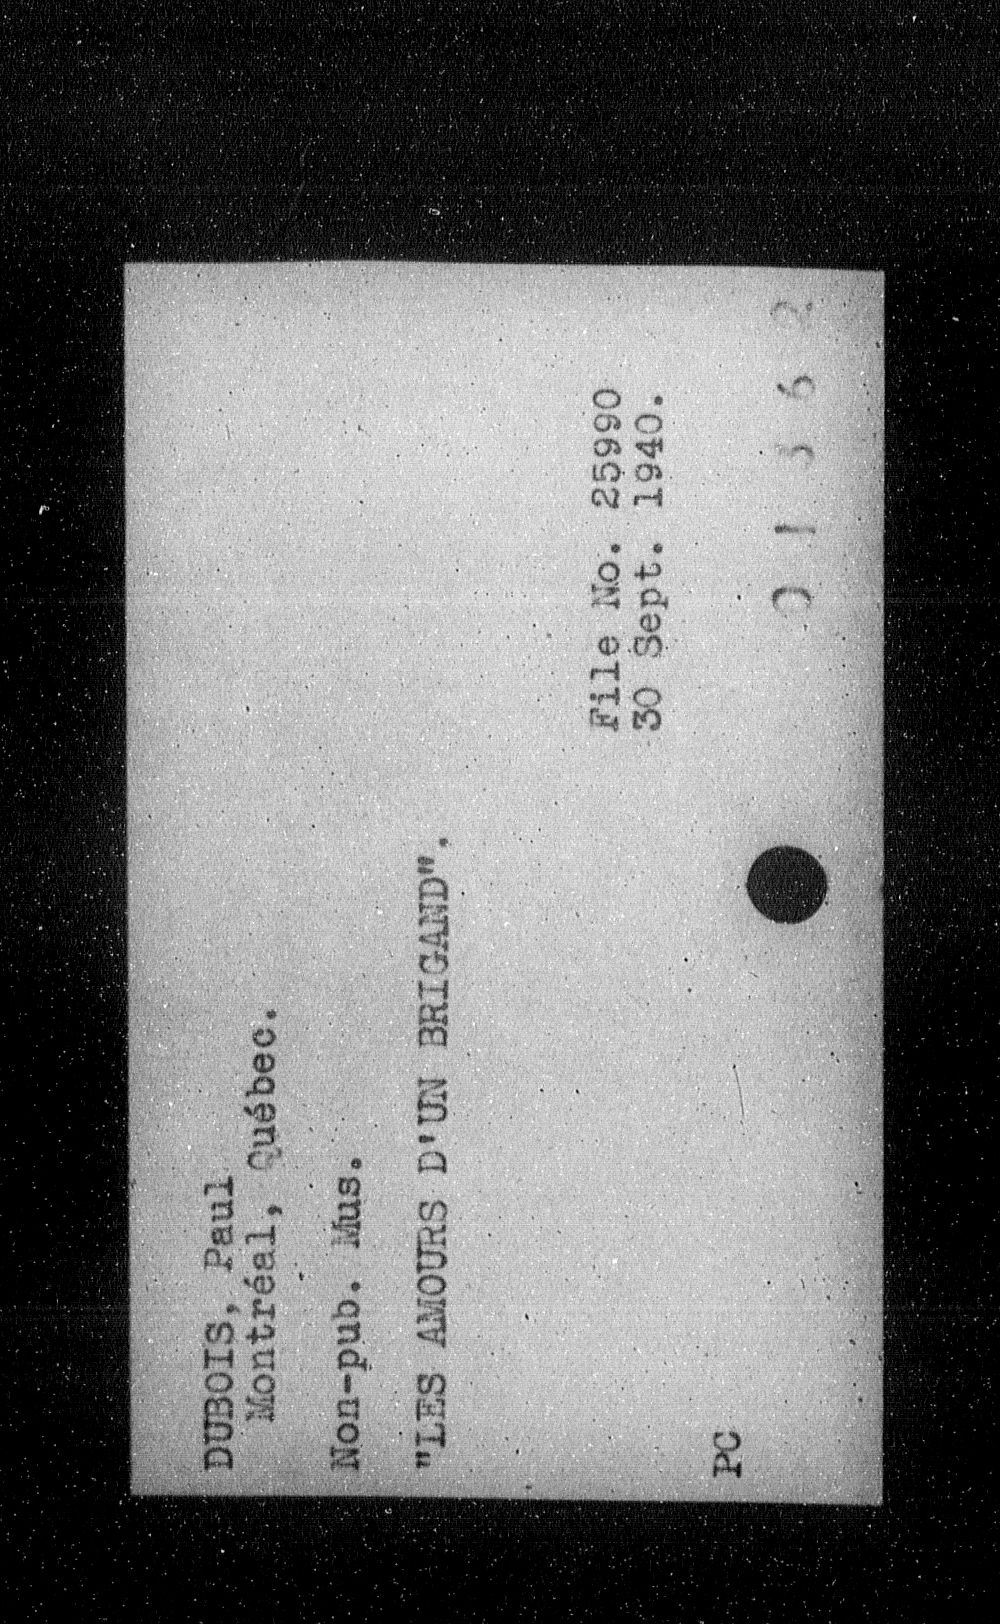 DUBOIS, Paul
Montréal, Québec.
Non-pub. Mus.
"LES AMOURS D'UN BRIGAND".
File No. 25990
30 Sept. 1940.
PC
01362